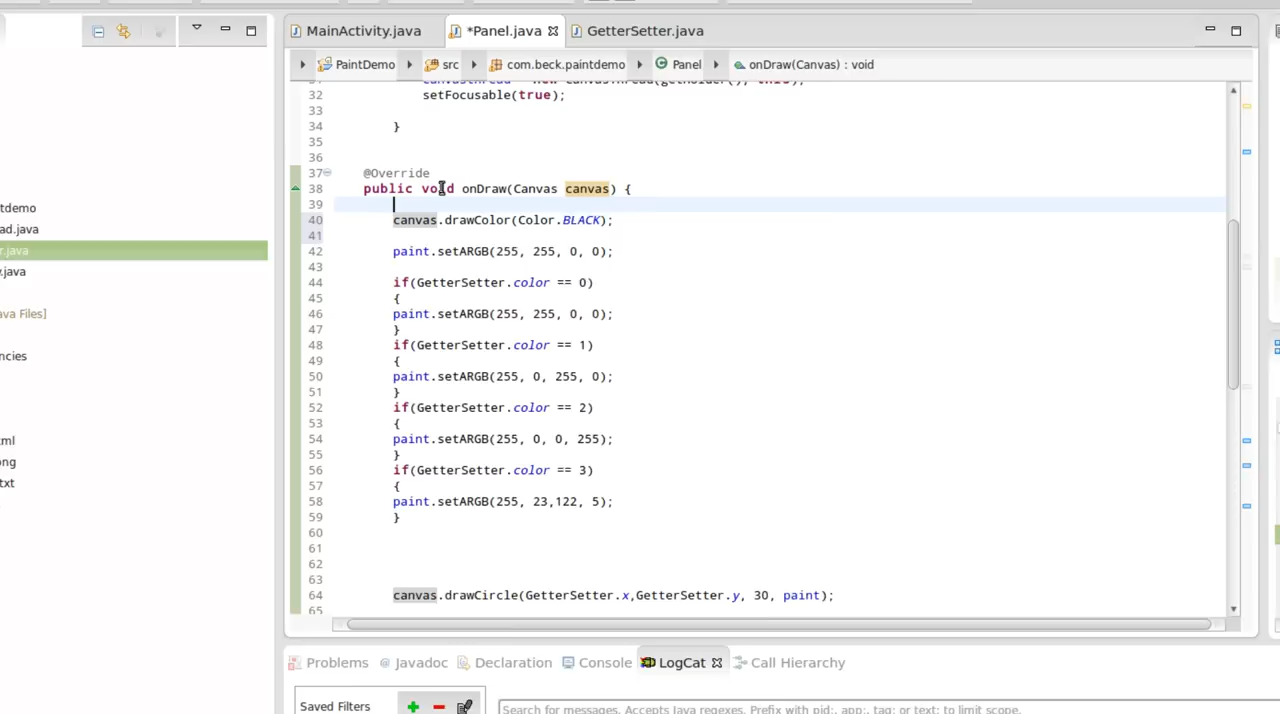 MainActivity.java
*Panel.java
GetterSetter.java
PaintDemo
src
com.beck.paintdemo
Panel
onDraw(Canvas) : void
32 setFocusable(true);
33
34 }
35
36
37 @Override
38 public void onDraw(Canvas canvas) {
39
40 canvas.drawColor(Color.BLACK);
41
42 paint.setARGB(255, 255, 0, 0);
43
44 if(GetterSetter.color == 0)
45 {
46 paint.setARGB(255, 255, 0, 0);
47 }
48 if(GetterSetter.color == 1)
49 {
50 paint.setARGB(255, 0, 255, 0);
51 }
52 if(GetterSetter.color == 2)
53 {
54 paint.setARGB(255, 0, 0, 255);
55 }
56 if(GetterSetter.color == 3)
57 {
58 paint.setARGB(255, 23,122, 5);
59 }
60
61
62
63
64 canvas.drawCircle(GetterSetter.x,GetterSetter.y, 30, paint);
65
ntdemo
ad.java
r.java
v.java
ava Files]
ncies
ml
ong
txt
Problems
@ Javadoc
Declaration
Console
LogCat
Call Hierarchy
Saved Filters
Search for messages. Accepts Java regexes. Prefix with pid:, app:, tag: or text: to limit scope.